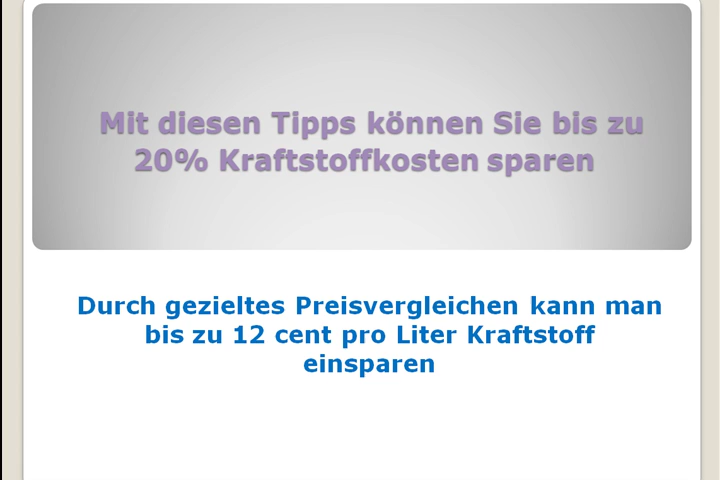 Mit diesen Tipps können Sie bis zu
20% Kraftstoffkosten sparen
Durch gezieltes Preisvergleichen kann man
bis zu 12 cent pro Liter Kraftstoff
einsparen